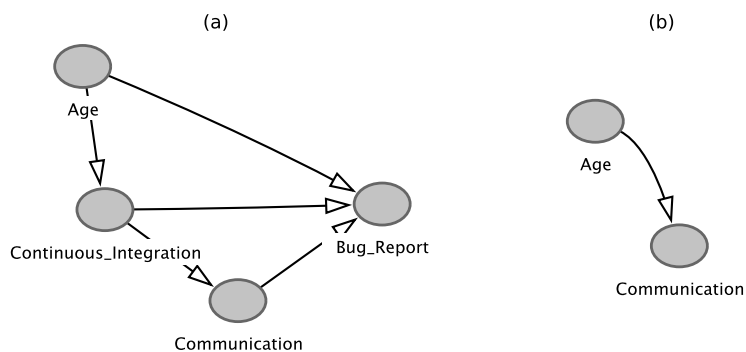 (a)
Age
Continuous_Integration
Bug_Report
Communication
(b)
Age
Communication